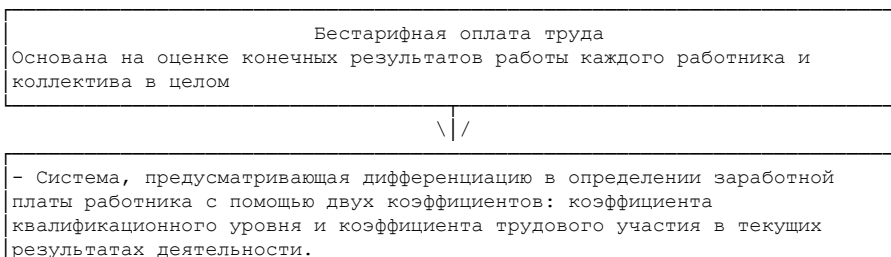 Бестарифная оплата труда
Основана на оценке конечных результатов работы каждого работника и
коллектива в целом
- Система, предусматривающая дифференциацию в определении заработной
платы работника с помощью двух коэффициентов: коэффициента
квалификационного уровня и коэффициента трудового участия в текущих
результатах деятельности.